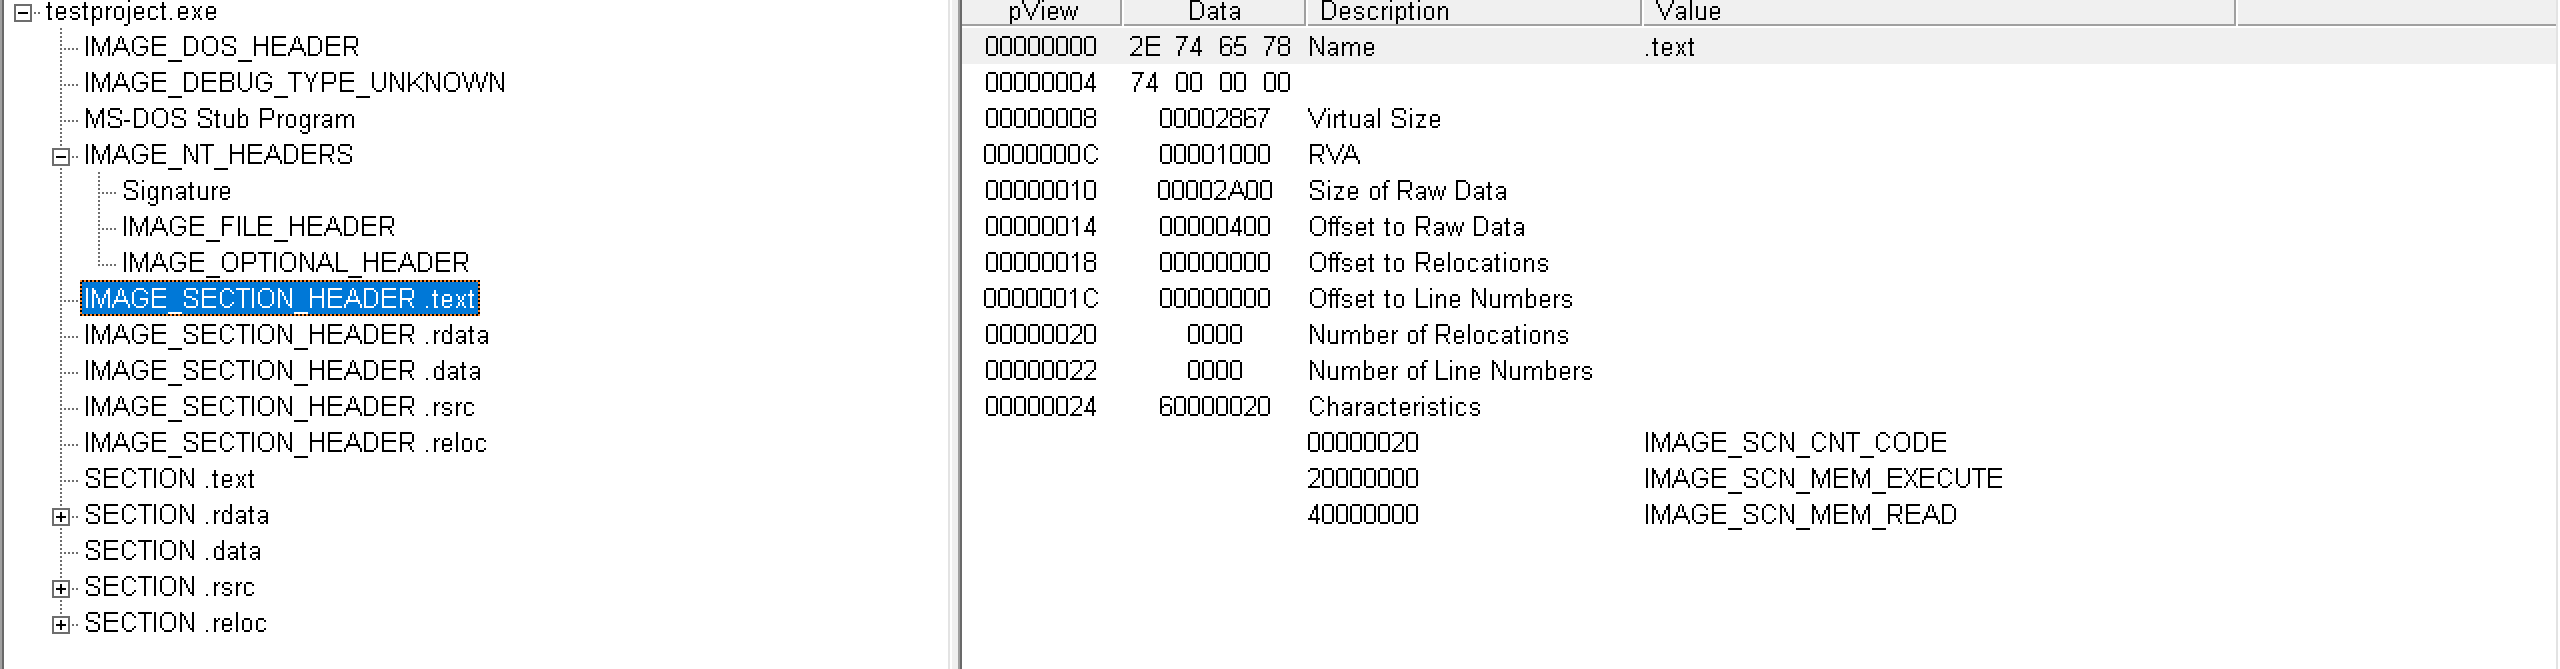 testproject.exe
IMAGE_DOS_HEADER
IMAGE_DEBUG_TYPE_UNKNOWN
MS-DOS Stub Program
IMAGE_NT_HEADERS
Signature
IMAGE_FILE_HEADER
IMAGE_OPTIONAL_HEADER
IMAGE_SECTION_HEADER .text
IMAGE_SECTION_HEADER .rdata
IMAGE_SECTION_HEADER .data
IMAGE_SECTION_HEADER .rsrc
IMAGE_SECTION_HEADER .reloc
SECTION .text
SECTION .rdata
SECTION .data
SECTION .rsrc
SECTION .reloc
pView Data Description Value
00000000 2E 74 65 78 Name .text
00000004 74 00 00 00
00000008 00002867 Virtual Size
0000000C 00001000 RVA
00000010 00002A00 Size of Raw Data
00000014 00000400 Offset to Raw Data
00000018 00000000 Offset to Relocations
0000001C 00000000 Offset to Line Numbers
00000020 0000 Number of Relocations
00000022 0000 Number of Line Numbers
00000024 60000020 Characteristics
00000020 IMAGE_SCN_CNT_CODE
20000000 IMAGE_SCN_MEM_EXECUTE
40000000 IMAGE_SCN_MEM_READ